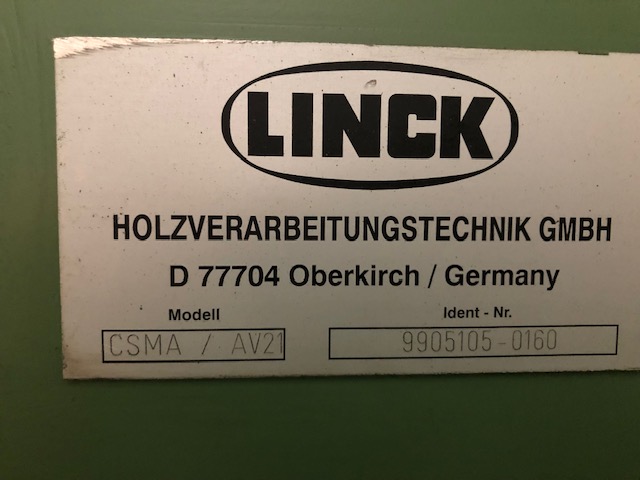 LINCK
HOLZVERARBEITUNGSTECHNIK GMBH
D 77704 Oberkirch / Germany
Modell Ident - Nr.
CSMA / AV21 9905105-0160